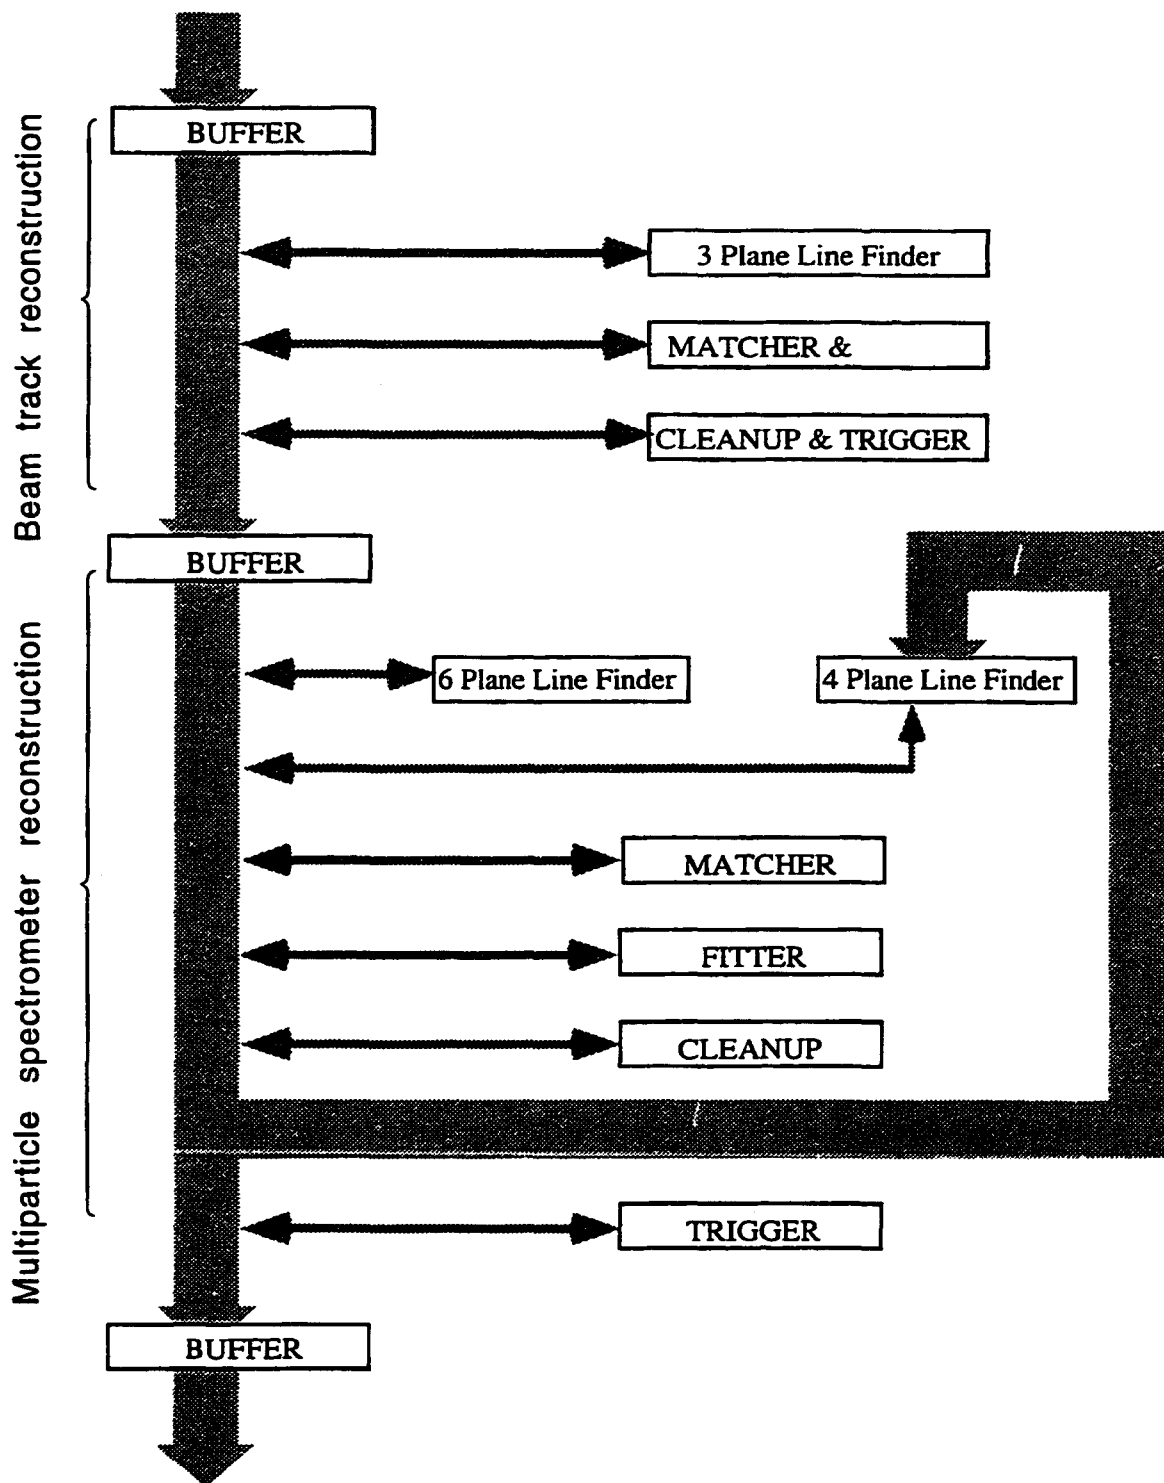 Beam track reconstruction
BUFFER
3 Plane Line Finder
MATCHER &
CLEANUP & TRIGGER
BUFFER
Multiparticle spectrometer reconstruction
6 Plane Line Finder
4 Plane Line Finder
MATCHER
FITTER
CLEANUP
TRIGGER
BUFFER